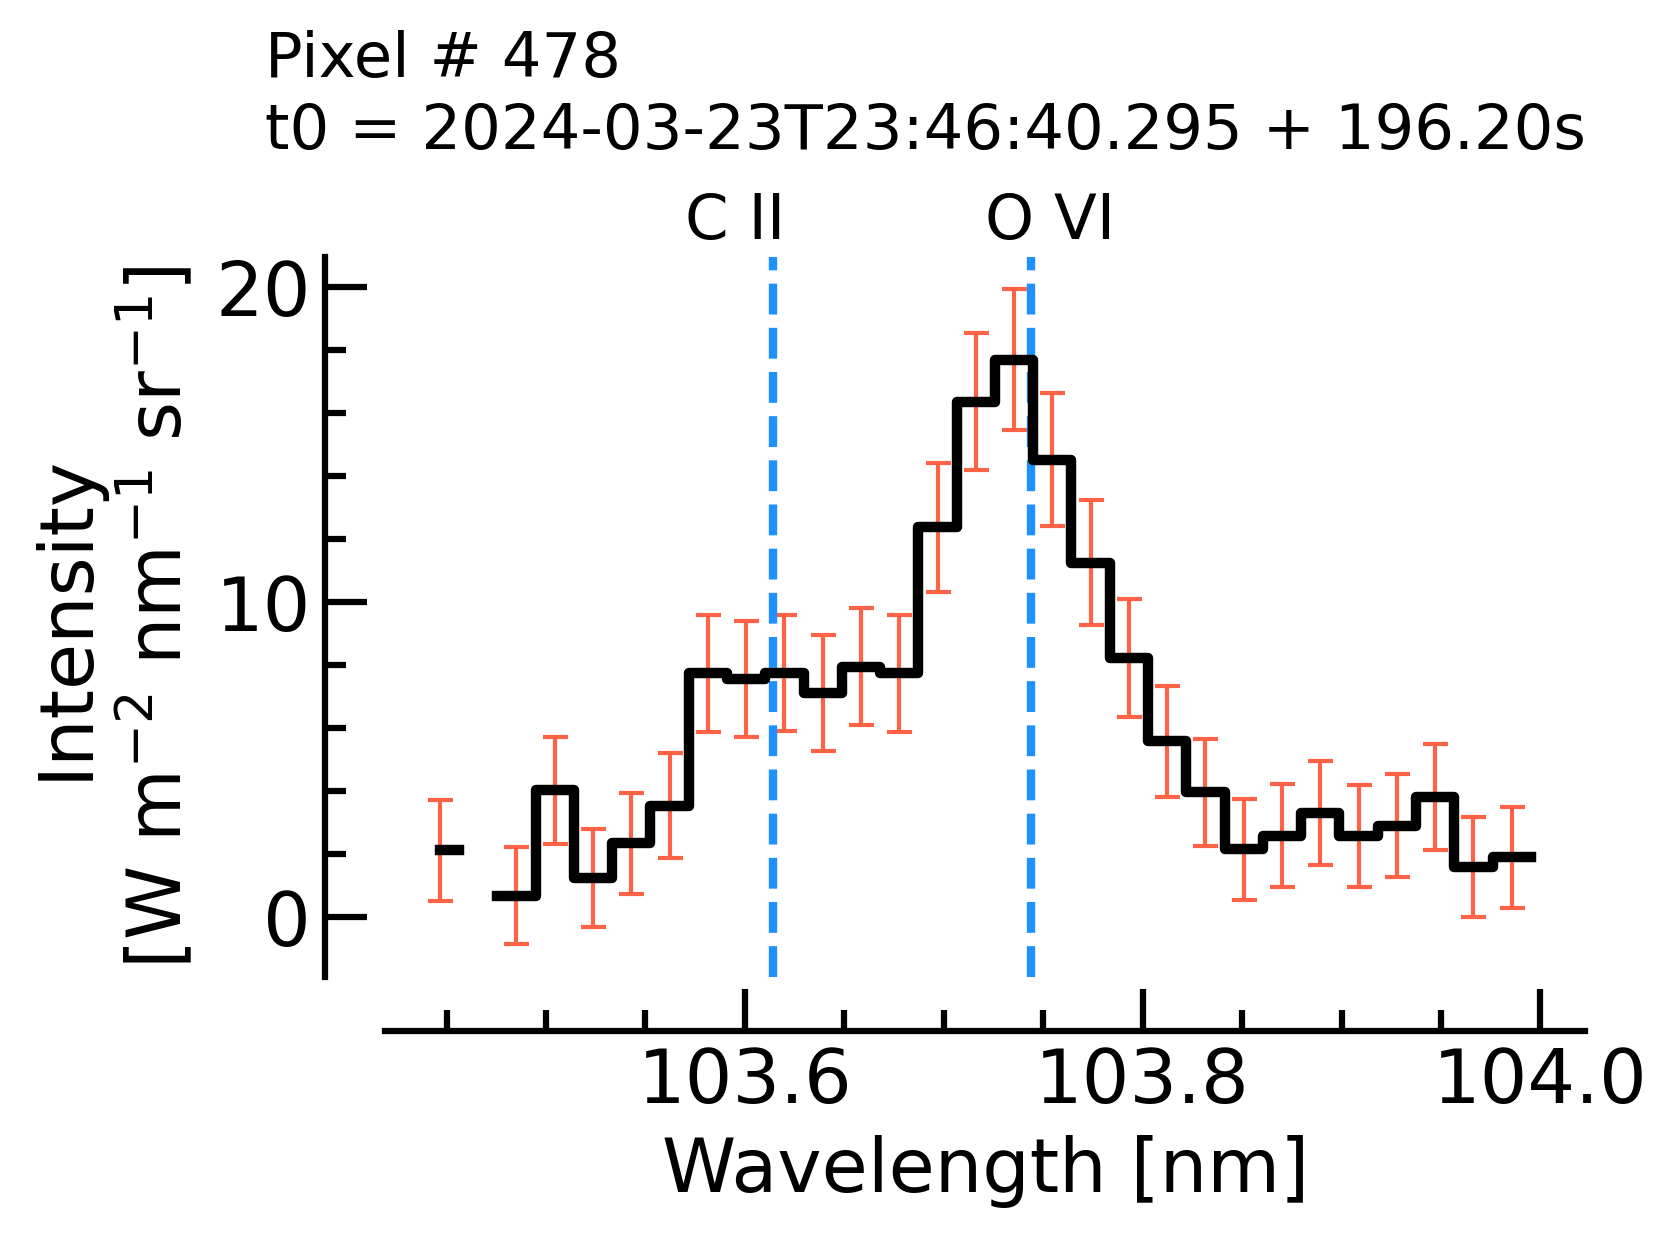 Pixel # 478
t0 = 2024-03-23T23:46:40.295 + 196.20s
C II O VI
Intensity
[W m⁻² nm⁻¹ sr⁻¹]
20
10
0
103.6 103.8 104.0
Wavelength [nm]